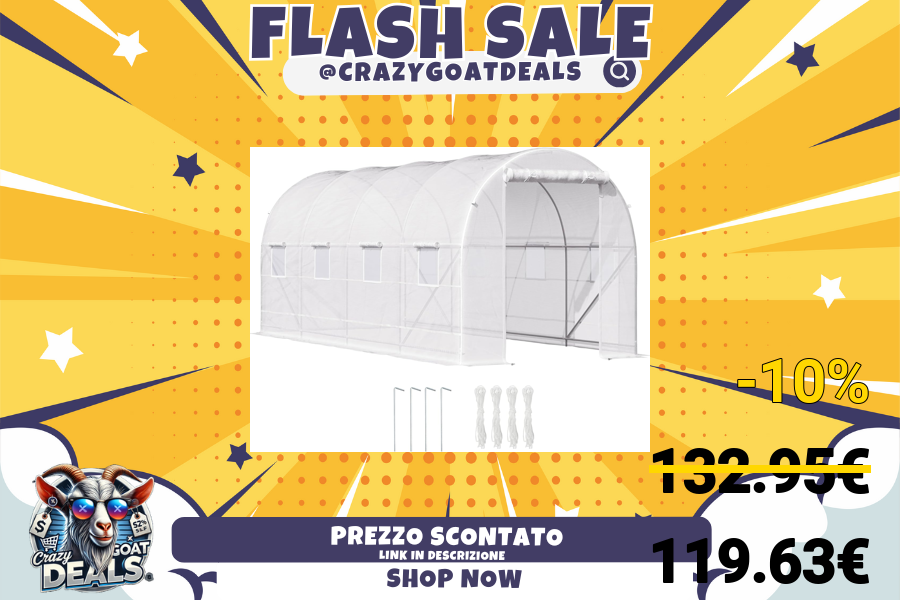 FLASH SALE
@CRAZYGOATDEALS
-10%
132.95€
PREZZO SCONTATO
LINK IN DESCRIZIONE
SHOP NOW
119.63€
$
Crazy
GOAT
DEALS